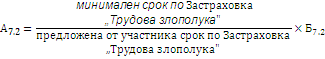 минимален срок по Застраховка
„Трудова злополука"
А7.2 = × Б7.2
предложена от участника срок по Застраховка
„Трудова злополука"